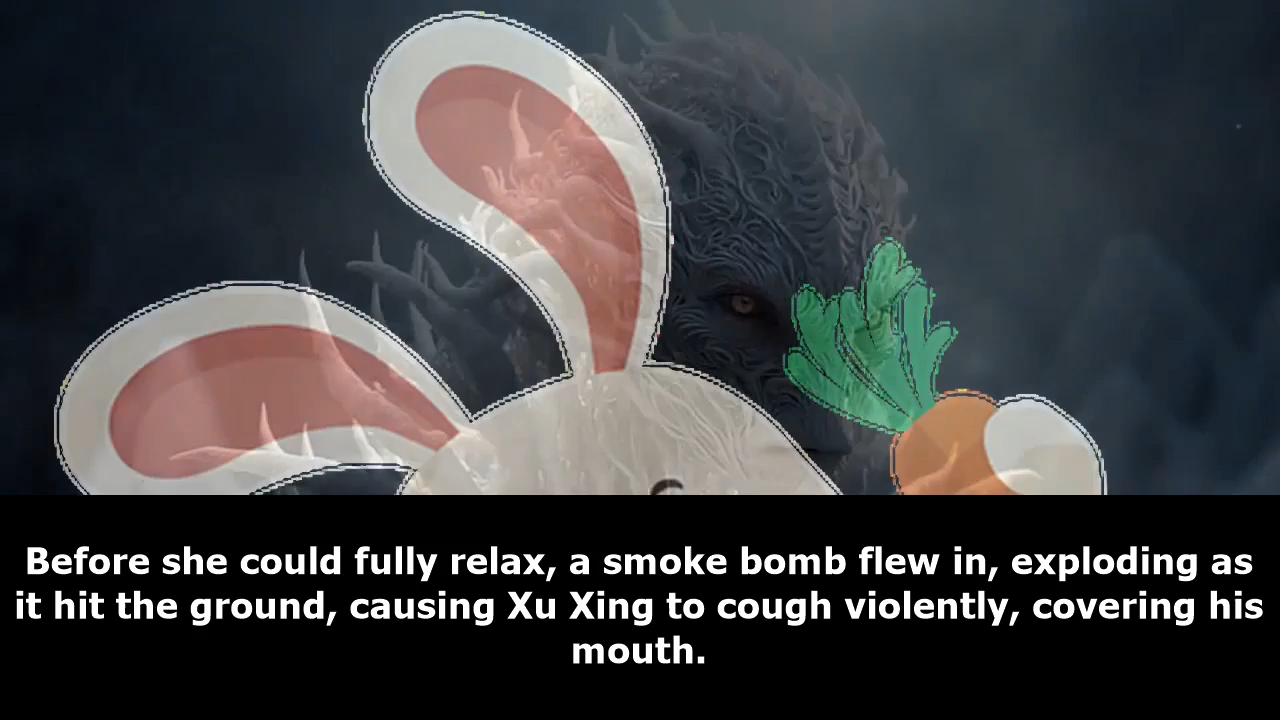 Before she could fully relax, a smoke bomb flew in, exploding as
it hit the ground, causing Xu Xing to cough violently, covering his
mouth.